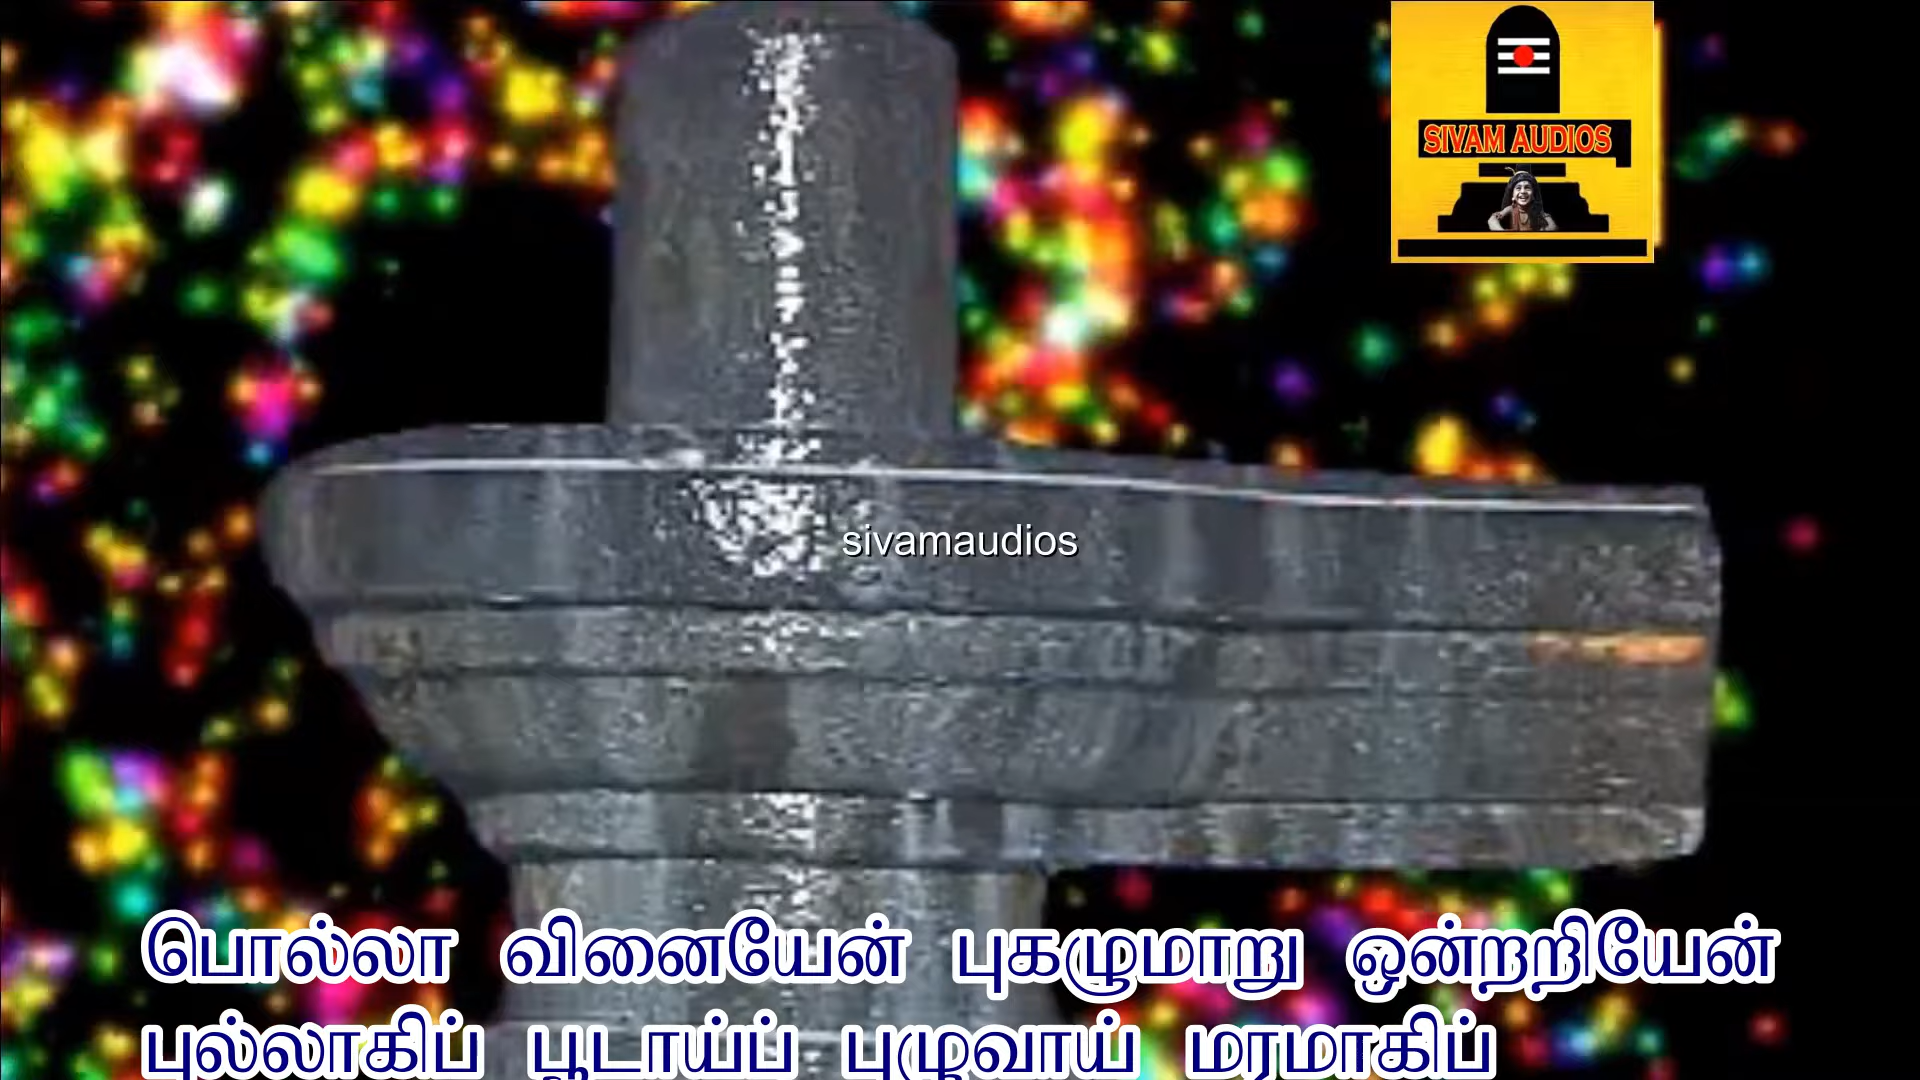 SIVAM AUDIOS
sivamaudios
பொல்லா வினையேன் புகழுமாறு ஒன்றறியேன்
புல்லாகிப் பூடாய்ப் புழுவாய் மரமாகிப்